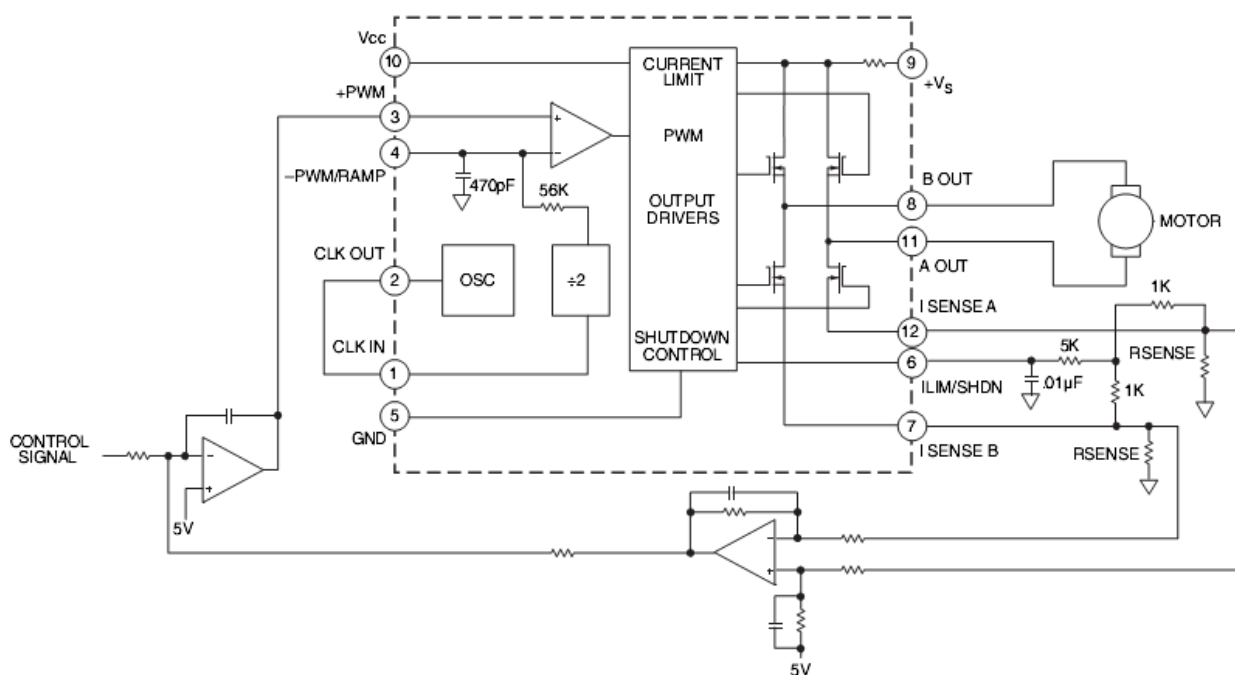 Vcc
10
+PWM
3
4
–PWM/RAMP
470pF
56K
CLK OUT
2
OSC
÷2
CLK IN
1
5
GND
CURRENT
LIMIT
PWM
OUTPUT
DRIVERS
SHUTDOWN
CONTROL
9
+VS
B OUT
8
11
A OUT
MOTOR
I SENSE A
12
1K
6
5K
RSENSE
ILIM/SHDN
.01µF
1K
7
I SENSE B
RSENSE
CONTROL
SIGNAL
–
+
5V
–
+
5V
+
–